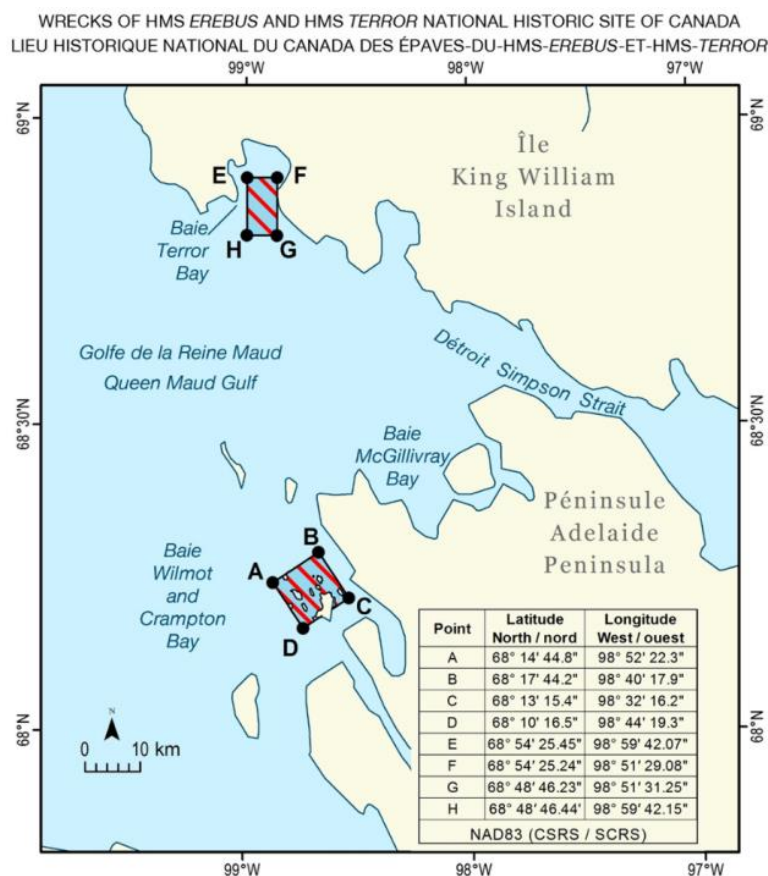 WRECKS OF HMS EREBUS AND HMS TERROR NATIONAL HISTORIC SITE OF CANADA
LIEU HISTORIQUE NATIONAL DU CANADA DES ÉPAVES-DU-HMS-EREBUS-ET-HMS-TERROR
99°W 98°W 97°W
69°N 69°N
Île
King William
Island
E F
Baie
Terror
Bay
H G
Golfe de la Reine Maud
Queen Maud Gulf
Détroit Simpson Strait
68°30'N 68°30'N
Baie
McGillivray
Bay
Péninsule
Adelaide
Peninsula
Baie
Wilmot
and
Crampton
Bay
B
A
C
D
Point Latitude North / nord Longitude West / ouest
A 68° 14' 44.8" 98° 52' 22.3"
B 68° 17' 44.2" 98° 40' 17.9"
C 68° 13' 15.4" 98° 32' 16.2"
D 68° 10' 16.5" 98° 44' 19.3"
E 68° 54' 25.45" 98° 59' 42.07"
F 68° 54' 25.24" 98° 51' 29.08"
G 68° 48' 46.23" 98° 51' 31.25"
H 68° 48' 46.44' 98° 59' 42.15"
NAD83 (CSRS / SCRS)
68°N 68°N
N
0 10 km
99°W 98°W 97°W